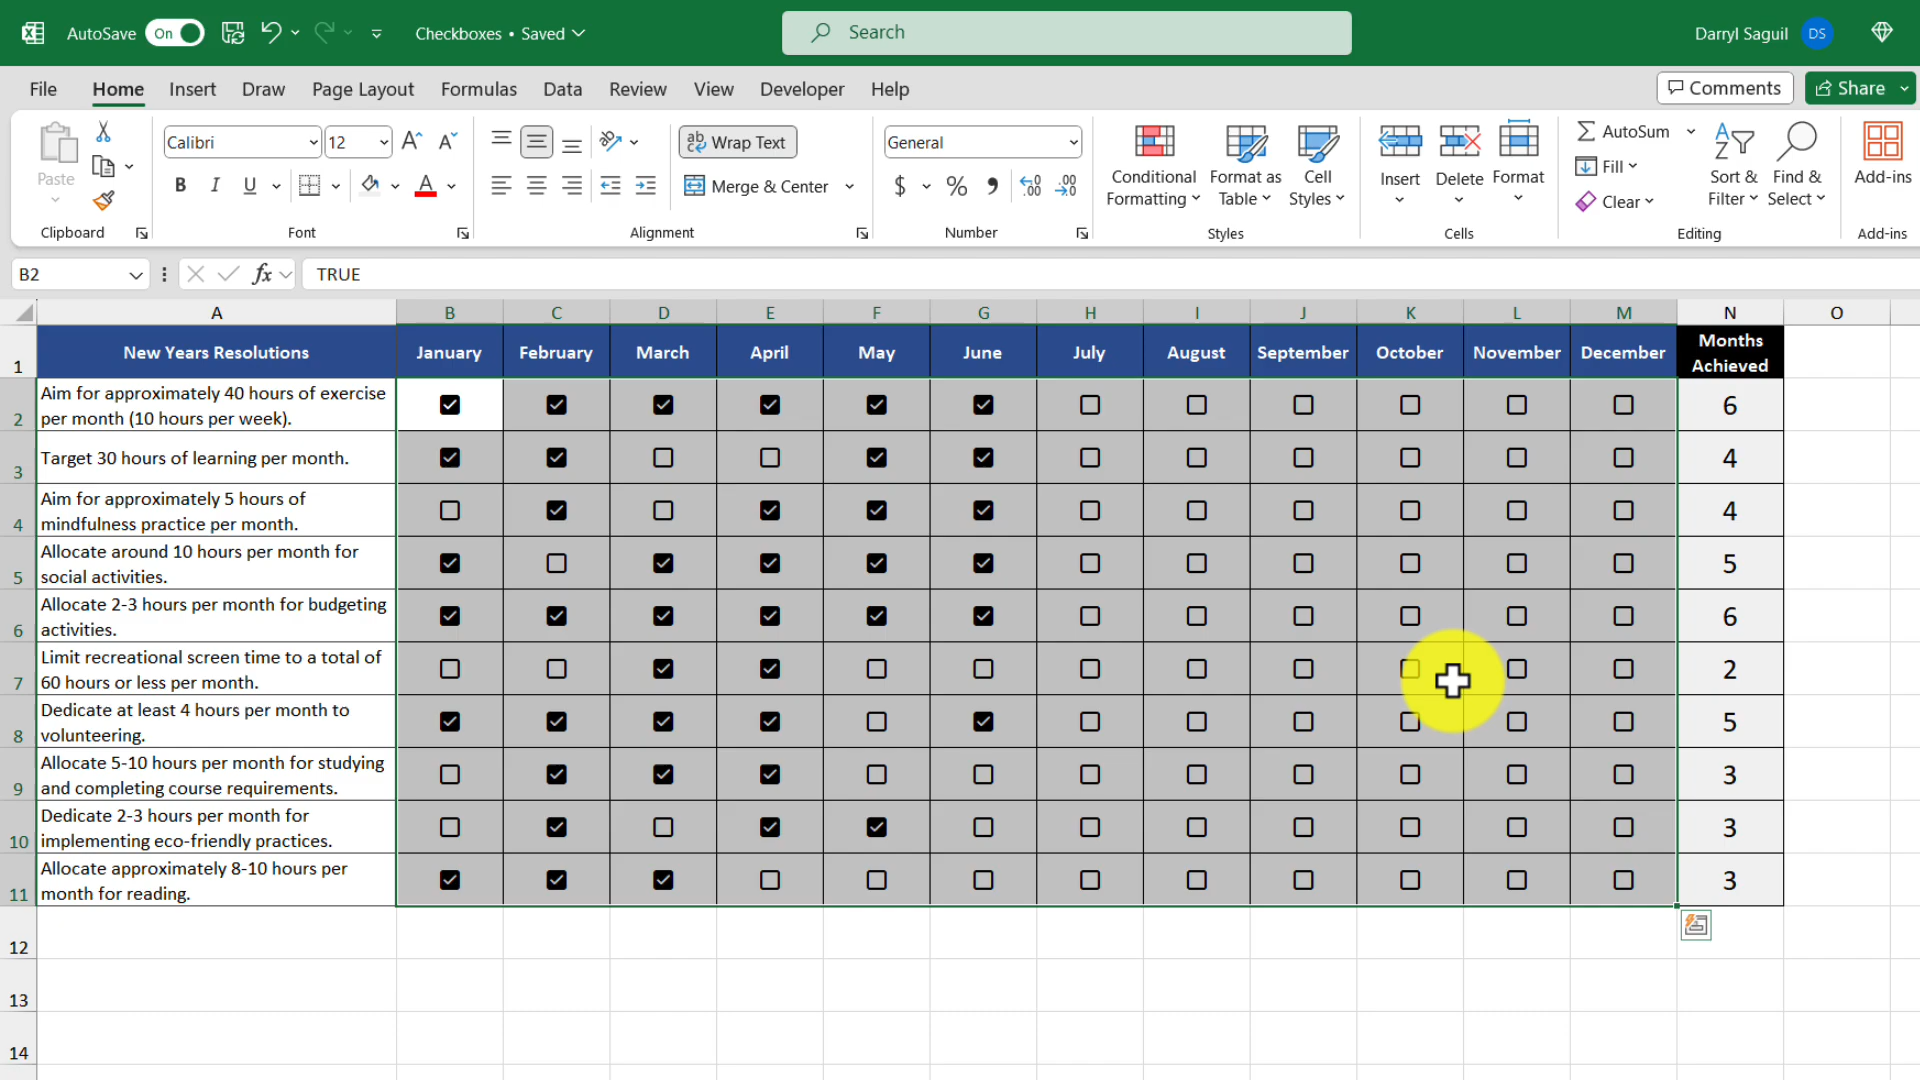 AutoSave On Checkboxes • Saved Search Darryl Saguil DS
File Home Insert Draw Page Layout Formulas Data Review View Developer Help Comments Share
Paste
Clipboard
Calibri 12 A A
B I U A
Font
ab Wrap Text
Merge & Center
Alignment
General
$ % , .00 .00
Number
Conditional
Formatting
Format as
Table
Cell
Styles
Styles
Insert Delete Format
Cells
AutoSum
Fill
Clear
Sort &
Filter
Find &
Select
Editing
Add-ins
Add-ins
B2 fx TRUE
A B C D E F G H I J K L M N O
1 New Years Resolutions January February March April May June July August September October November December Months
Achieved
2 Aim for approximately 40 hours of exercise
per month (10 hours per week). 6
3 Target 30 hours of learning per month. 4
4 Aim for approximately 5 hours of
mindfulness practice per month. 4
5 Allocate around 10 hours per month for
social activities. 5
6 Allocate 2-3 hours per month for budgeting
activities. 6
7 Limit recreational screen time to a total of
60 hours or less per month. 2
8 Dedicate at least 4 hours per month to
volunteering. 5
9 Allocate 5-10 hours per month for studying
and completing course requirements. 3
10 Dedicate 2-3 hours per month for
implementing eco-friendly practices. 3
11 Allocate approximately 8-10 hours per
month for reading. 3
12
13
14